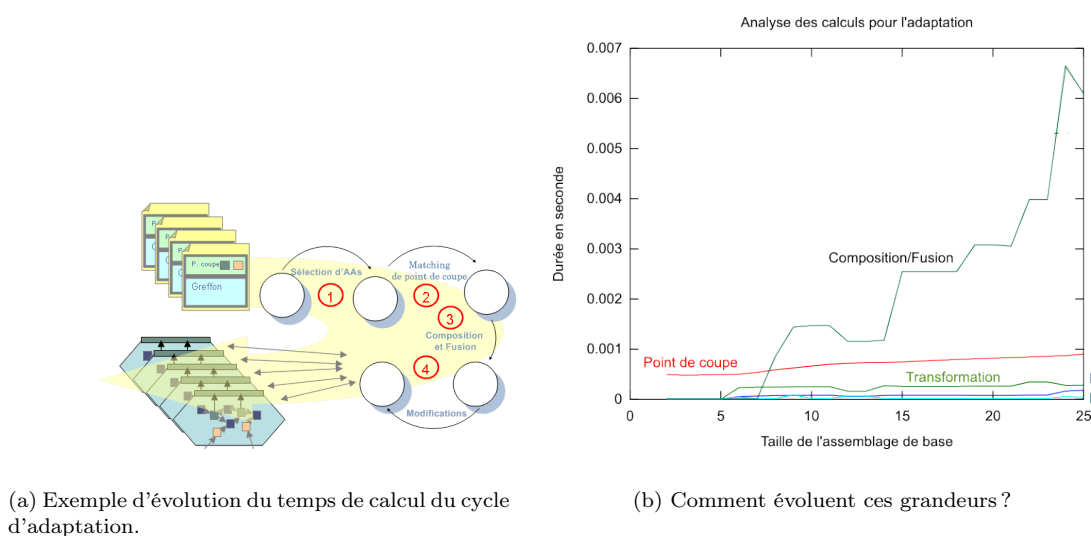 P. coupe
Greffon
Sélection d'AAs
Matching
de point de coupe
1
2
3
Composition
et Fusion
4
Modifications
(a) Exemple d'évolution du temps de calcul du cycle
d'adaptation.
Analyse des calculs pour l'adaptation
Durée en seconde
0.007
0.006
0.005
0.004
0.003
0.002
0.001
0
Composition/Fusion
Point de coupe
Transformation
0
5
10
15
20
25
Taille de l'assemblage de base
(b) Comment évoluent ces grandeurs ?